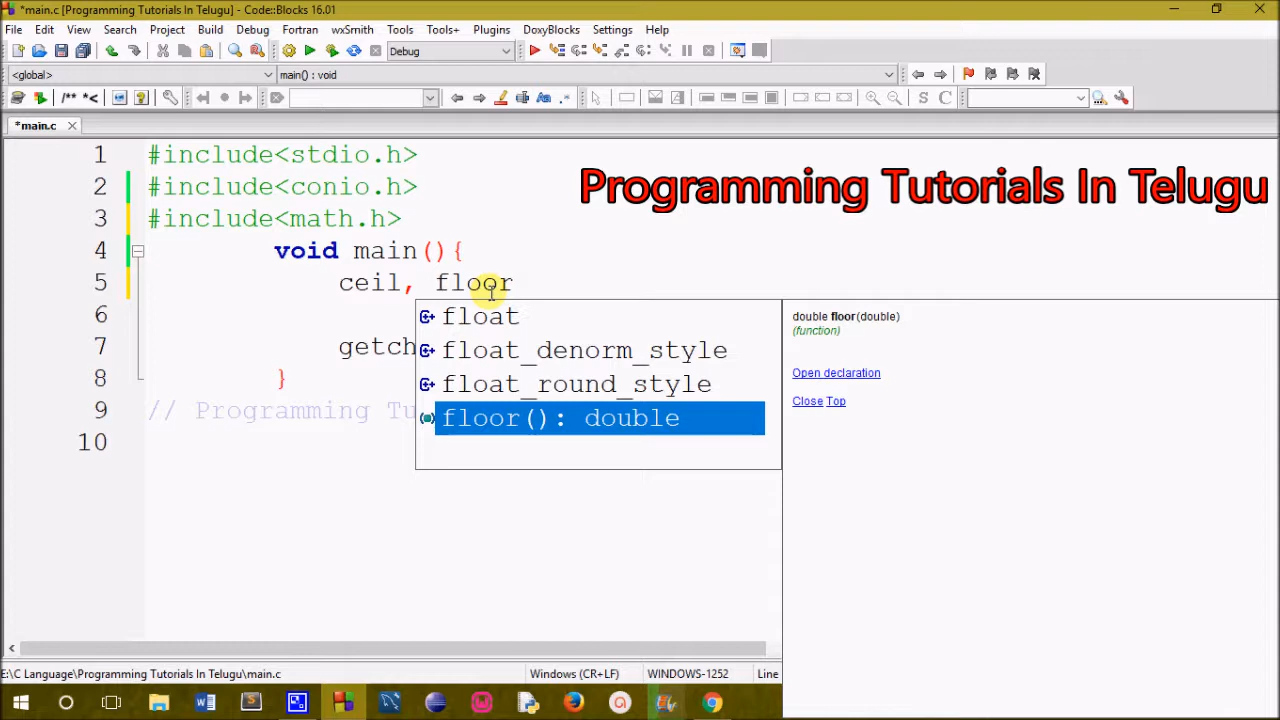 *main.c [Programming Tutorials In Telugu] - Code::Blocks 16.01
File Edit View Search Project Build Debug Fortran wxSmith Tools Tools+ Plugins DoxyBlocks Settings Help
Debug
<global> main() : void
/** *< Aa .* S C
*main.c
Programming Tutorials In Telugu
1 #include<stdio.h>
2 #include<conio.h>
3 #include<math.h>
4 void main(){
5 ceil, floor
6
7 getch
8 }
9 // Programming Tu
10
float
float_denorm_style
float_round_style
floor(): double
double floor(double)
(function)
Open declaration
Close Top
E:\C Language\Programming Tutorials In Telugu\main.c Windows (CR+LF) WINDOWS-1252 Line